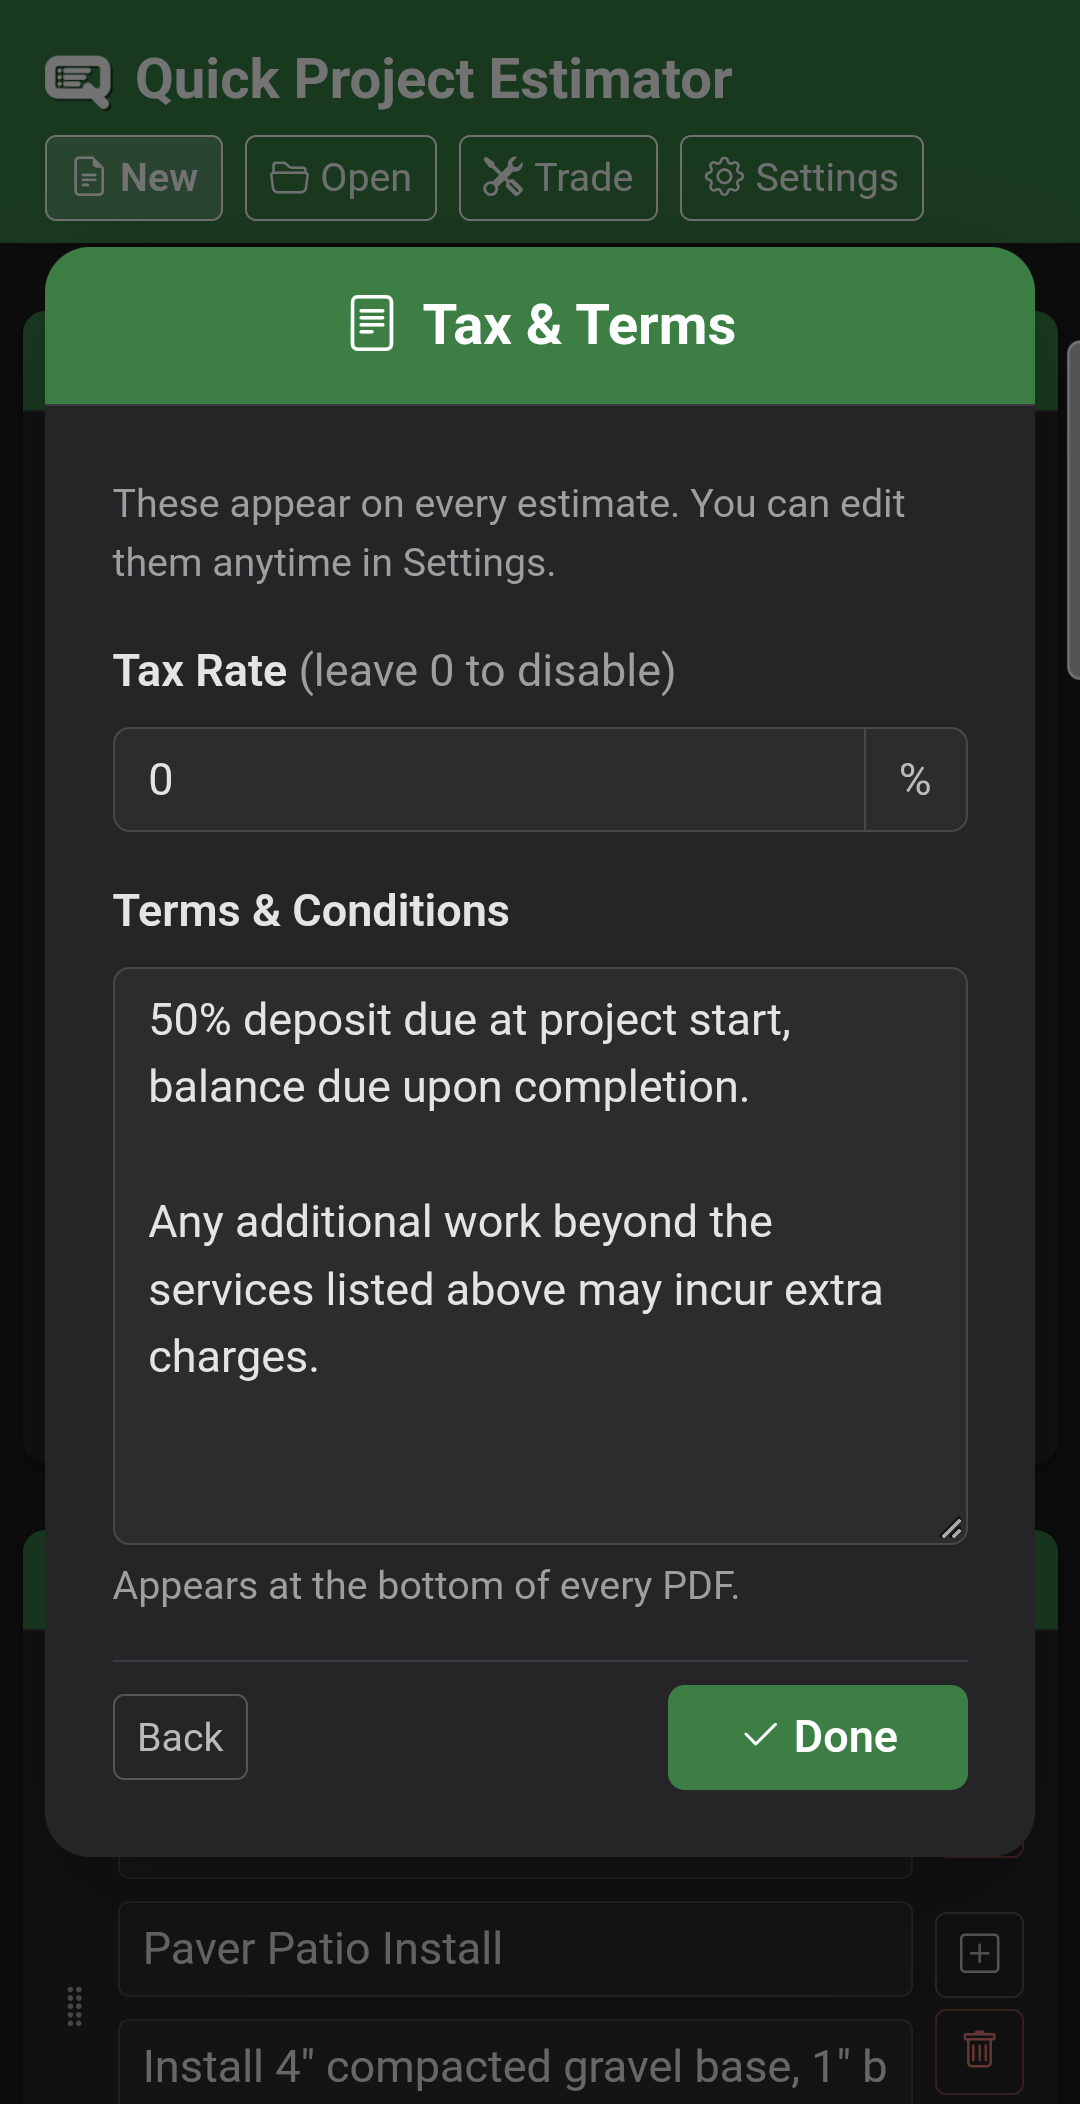 Quick Project Estimator
New
Open
Trade
Settings
Tax & Terms
These appear on every estimate. You can edit
them anytime in Settings.
Tax Rate (leave 0 to disable)
0
%
Terms & Conditions
50% deposit due at project start,
balance due upon completion.
Any additional work beyond the
services listed above may incur extra
charges.
Appears at the bottom of every PDF.
Back
Done
Paver Patio Install
Install 4" compacted gravel base, 1" b